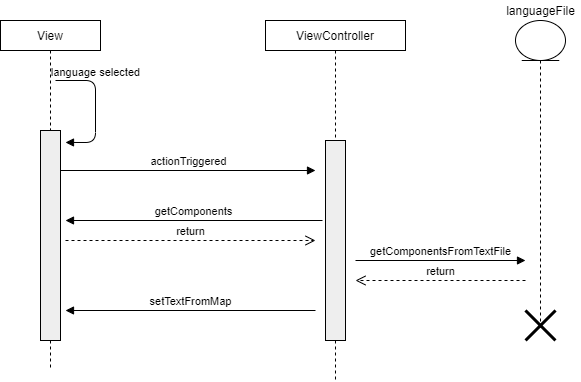 languageFile
View
ViewController
language selected
actionTriggered
getComponents
return
getComponentsFromTextFile
return
setTextFromMap